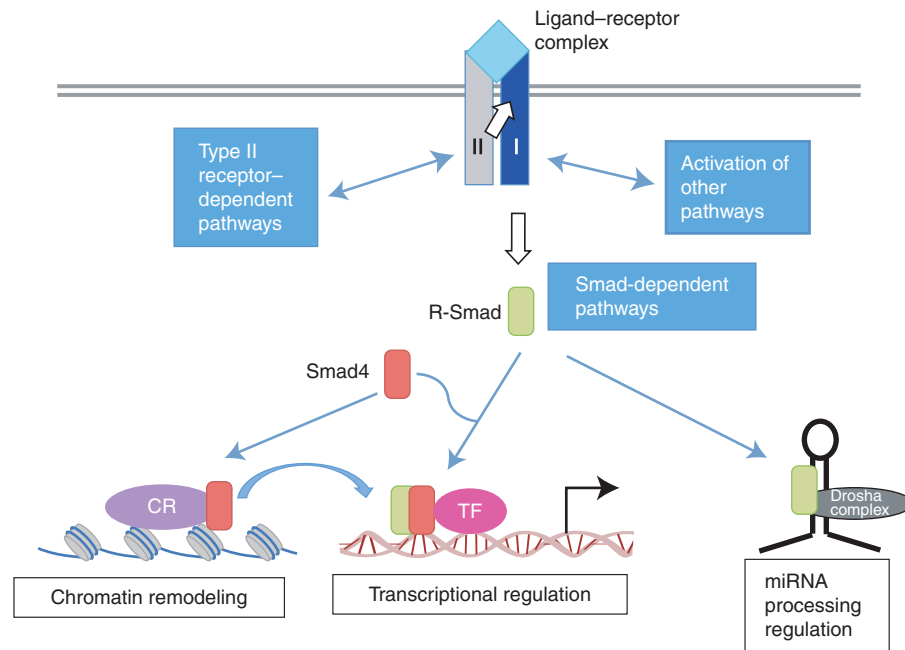 Ligand–receptor
complex
II
I
Type II
receptor–
dependent
pathways
Activation of
other
pathways
Smad-dependent
pathways
R-Smad
Smad4
CR
TF
Drosha
complex
Chromatin remodeling
Transcriptional regulation
miRNA
processing
regulation